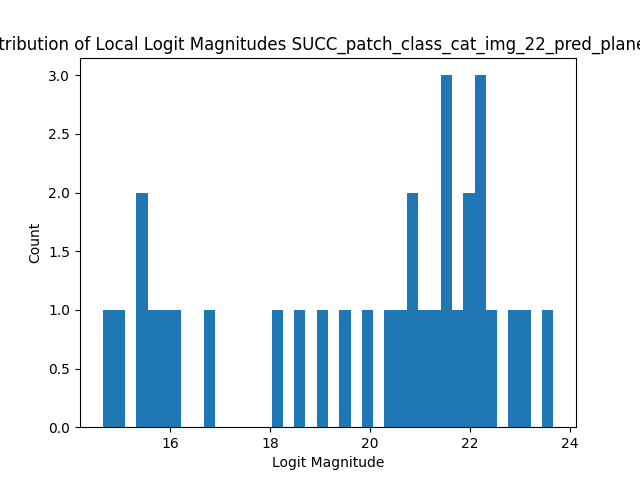 tribution of Local Logit Magnitudes SUCC_patch_class_cat_img_22_pred_plane
3.0
2.5
2.0
1.5
1.0
0.5
0.0
Count
16 18 20 22 24
Logit Magnitude